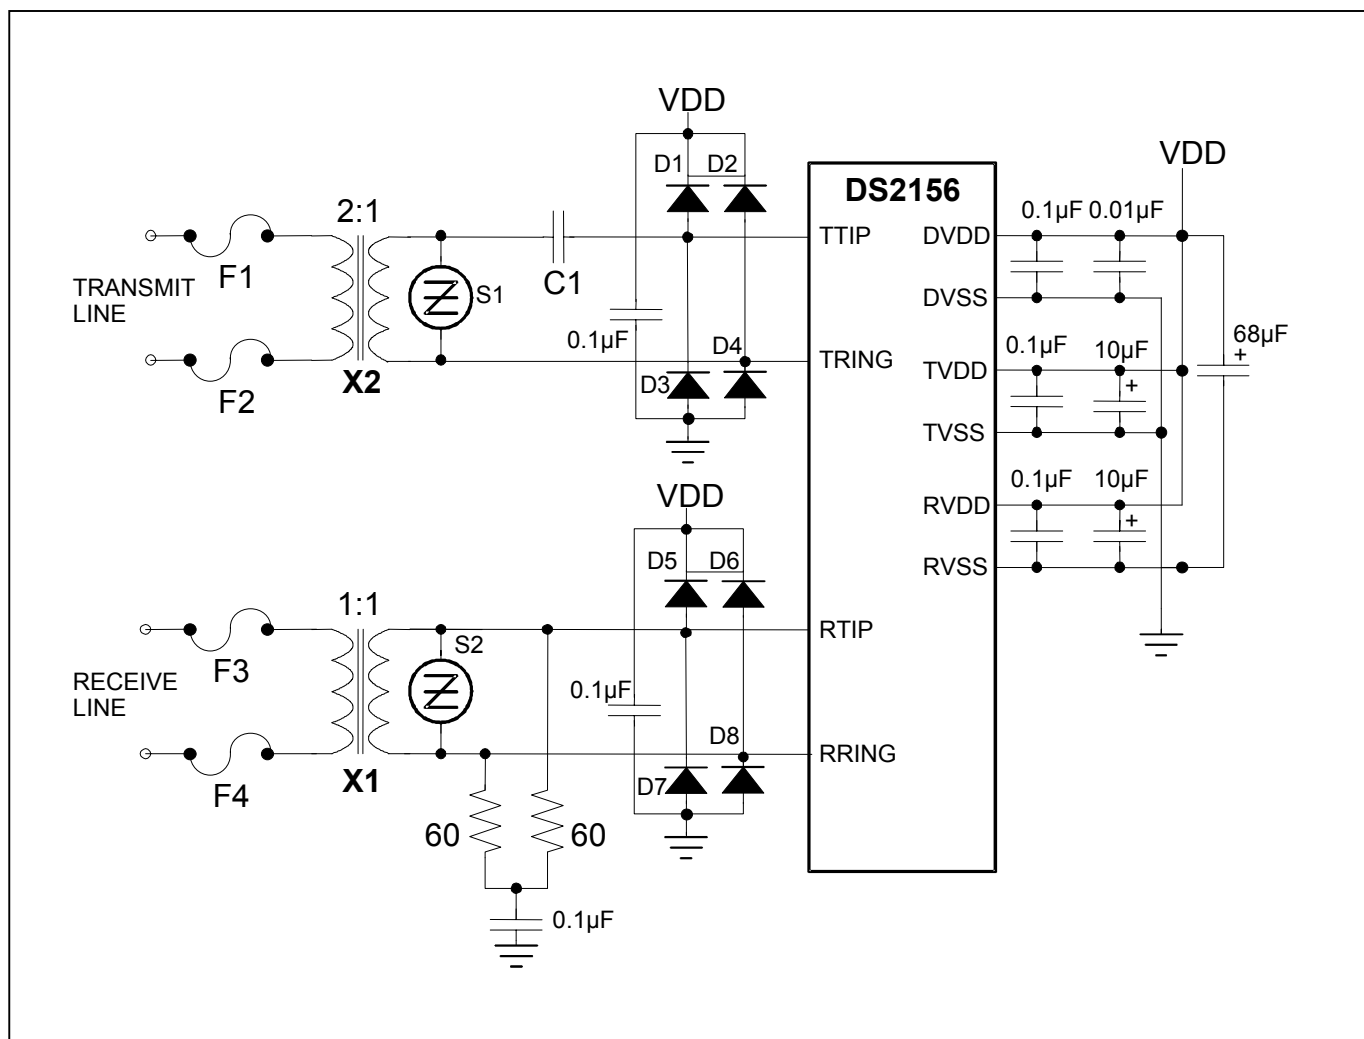 VDD
D1 D2
DS2156
VDD
2:1
0.1µF 0.01µF
TTIP
DVDD
F1
C1
S1
TRANSMIT
LINE
DVSS
0.1µF
D4
TRING
0.1µF 10µF
68µF
+
TVDD
X2
D3
F2
+
TVSS
0.1µF 10µF
VDD
RVDD
+
D5 D6
RVSS
1:1
RTIP
S2
F3
RECEIVE
LINE
0.1µF
D8
RRING
X1
D7
F4
60 60
0.1µF